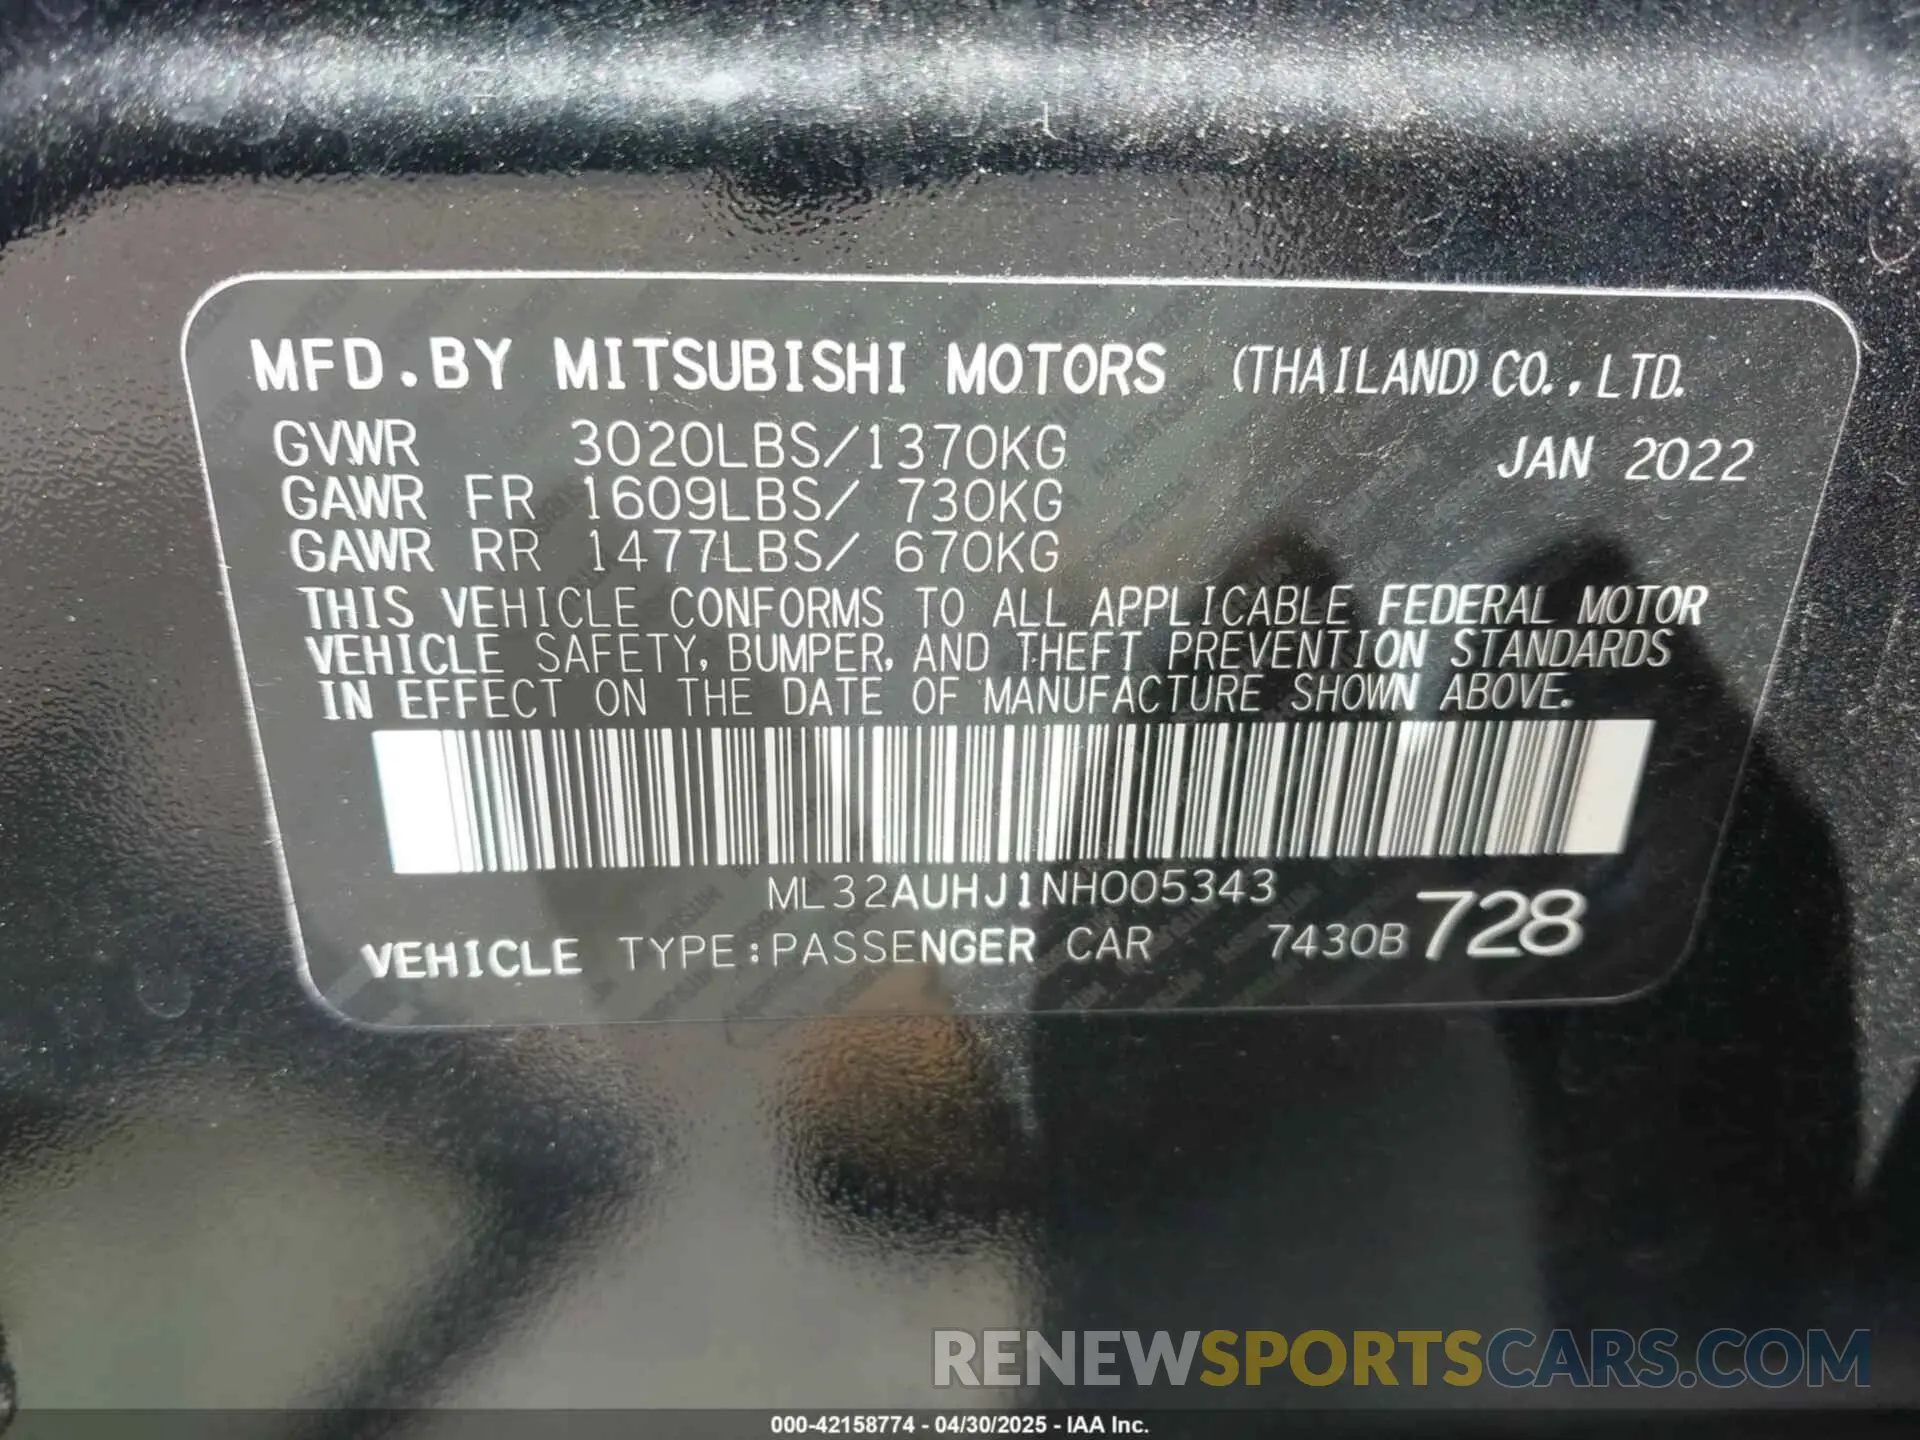 MFD.BY MITSUBISHI MOTORS (THAILAND) CO.,LTD.
GVWR 3020LBS/1370KG JAN 2022
GAWR FR 1609LBS/ 730KG
GAWR RR 1477LBS/ 670KG
THIS VEHICLE CONFORMS TO ALL APPLICABLE FEDERAL MOTOR
VEHICLE SAFETY, BUMPER, AND THEFT PREVENTION STANDARDS
IN EFFECT ON THE DATE OF MANUFACTURE SHOWN ABOVE.
ML32AUHJ1NH005343
VEHICLE TYPE:PASSENGER CAR 7430B 728
RENEWSPORTSCARS.COM
000-42158774 - 04/30/2025 - IAA Inc.